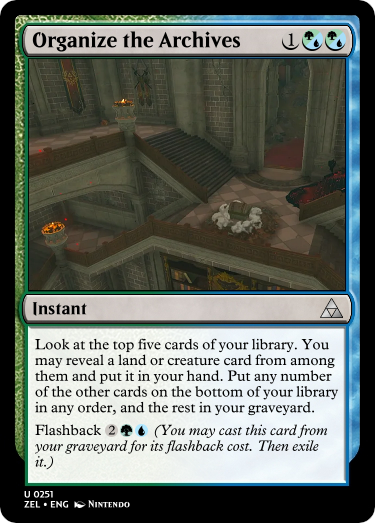 Organize the Archives 1
Instant
Look at the top five cards of your library. You
may reveal a land or creature card from among
them and put it in your hand. Put any number
of the other cards on the bottom of your library
in any order, and the rest in your graveyard.
Flashback 2 (You may cast this card from
your graveyard for its flashback cost. Then exile
it.)
U 0251
ZEL • ENG Nintendo